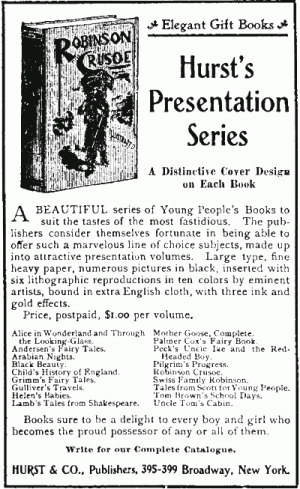 ROBINSON
CRUSOE
Elegant Gift Books
Hurst's
Presentation
Series
A Distinctive Cover Design
on Each Book
A BEAUTIFUL series of Young People's Books to
suit the tastes of the most fastidious. The pub-
lishers consider themselves fortunate in being able to
offer such a marvelous line of choice subjects, made up
into attractive presentation volumes. Large type, fine
heavy paper, numerous pictures in black, inserted with
six lithographic reproductions in ten colors by eminent
artists, bound in extra English cloth, with three ink and
gold effects.
Price, postpaid, $1.00 per volume.
Alice in Wonderland and Through
the Looking-Glass.
Andersen's Fairy Tales.
Arabian Nights.
Black Beauty.
Child's History of England.
Grimm's Fairy Tales.
Gulliver's Travels.
Helen's Babies.
Lamb's Tales from Shakespeare.
Mother Goose, Complete.
Palmer Cox's Fairy Book.
Peck's Uncle Ike and the Red-
Headed Boy.
Pilgrim's Progress.
Robinson Crusoe.
Swiss Family Robinson.
Tales from Scott for Young People.
Tom Brown's School Days.
Uncle Tom's Cabin.
Books sure to be a delight to every boy and girl who
becomes the proud possessor of any or all of them.
Write for our Complete Catalogue.
HURST & CO., Publishers, 395-399 Broadway, New York.